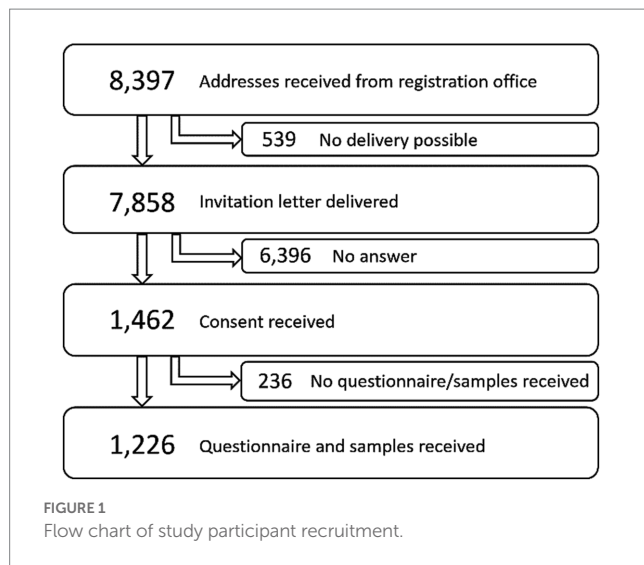 8,397 Addresses received from registration office
539 No delivery possible
7,858 Invitation letter delivered
6,396 No answer
1,462 Consent received
236 No questionnaire/samples received
1,226 Questionnaire and samples received
FIGURE 1
Flow chart of study participant recruitment.